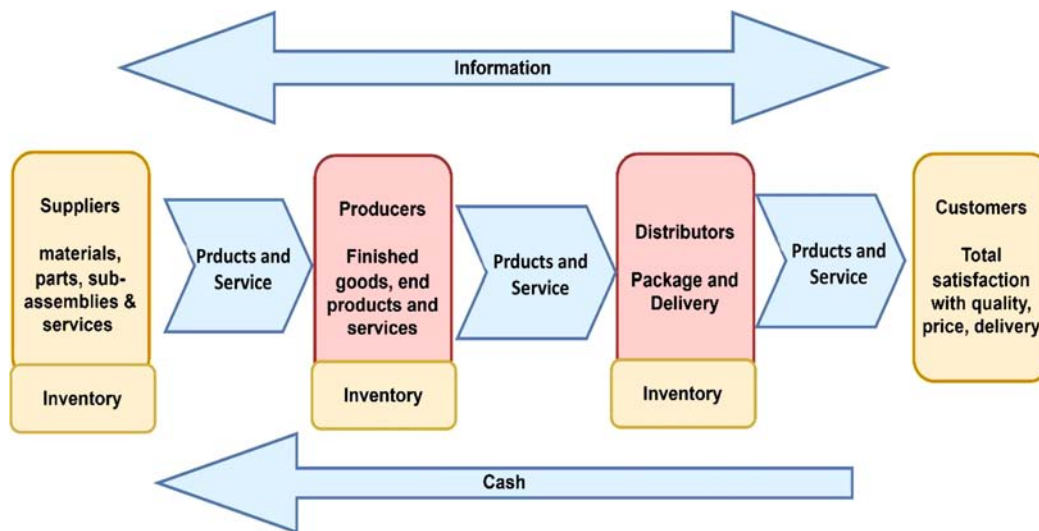 Information
Suppliers
materials,
parts, sub-
assemblies &
services
Inventory
Prducts and
Service
Producers
Finished
goods, end
products and
services
Inventory
Prducts and
Service
Distributors
Package and
Delivery
Inventory
Prducts and
Service
Customers
Total
satisfaction
with quality,
price, delivery
Cash